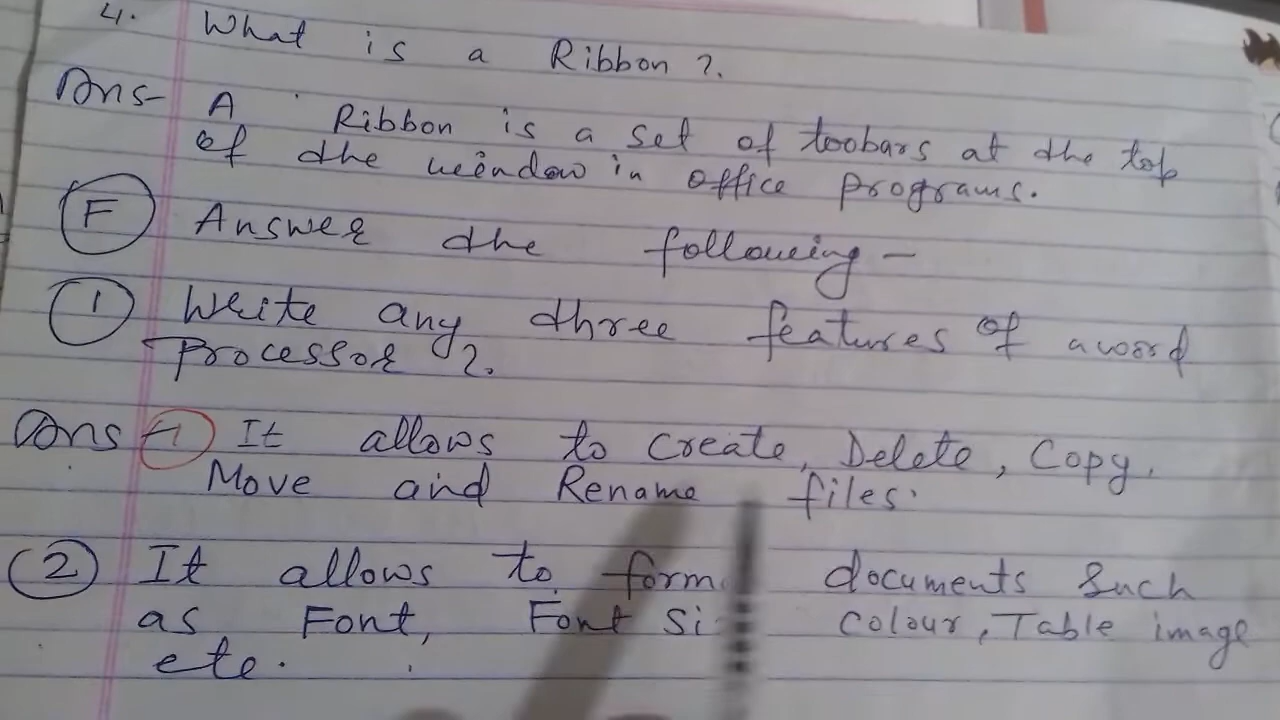 4. What is a Ribbon ?.
Ans- A Ribbon is a set of toobars at the top
of the window in office programs.
F Answer the following -
1 Write any three features of a word
Processor ?.
Ans - 1 It allows to create, Delete, Copy,
Move and Rename files.
2 It allows to documents Such
as Font, Font colour, Table image
etc.